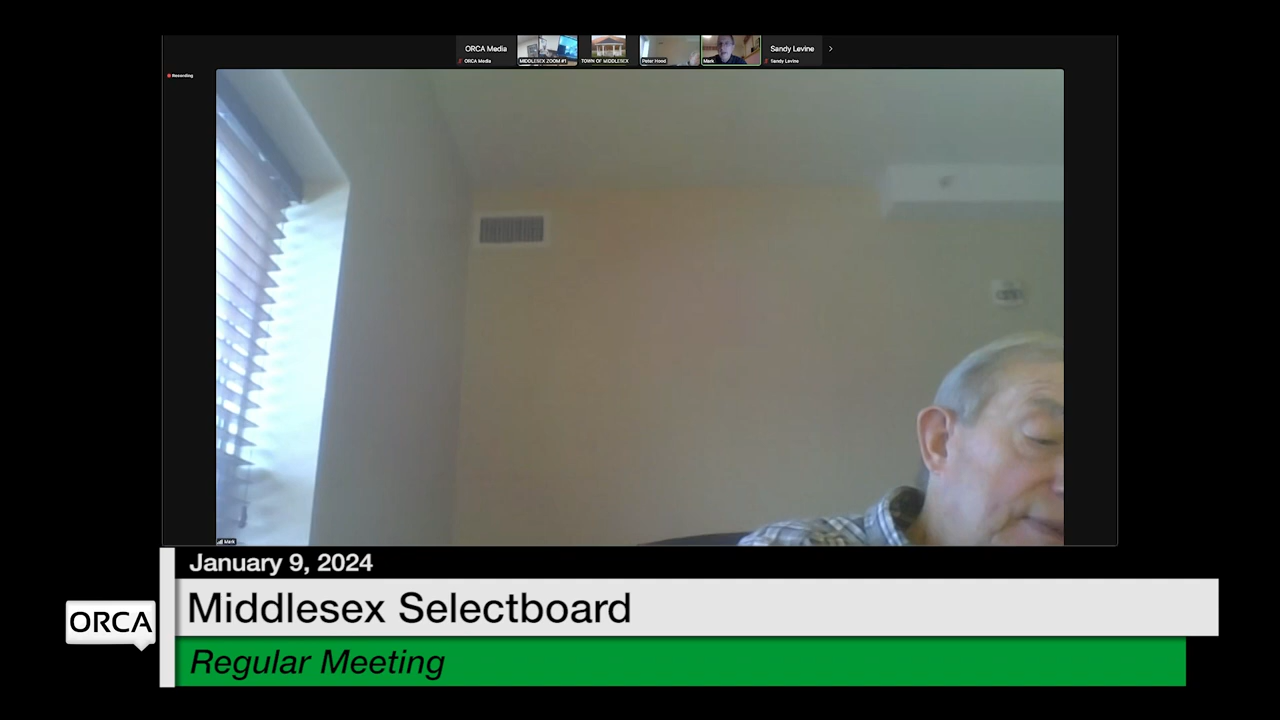 ORCA Media
Sandy Levine
ORCA Media
MIDDLESEX ZOOM #1
TOWN OF MIDDLESEX
Peter Hood
Mark
Sandy Levine
Recording
Mark
January 9, 2024
Middlesex Selectboard
ORCA
Regular Meeting